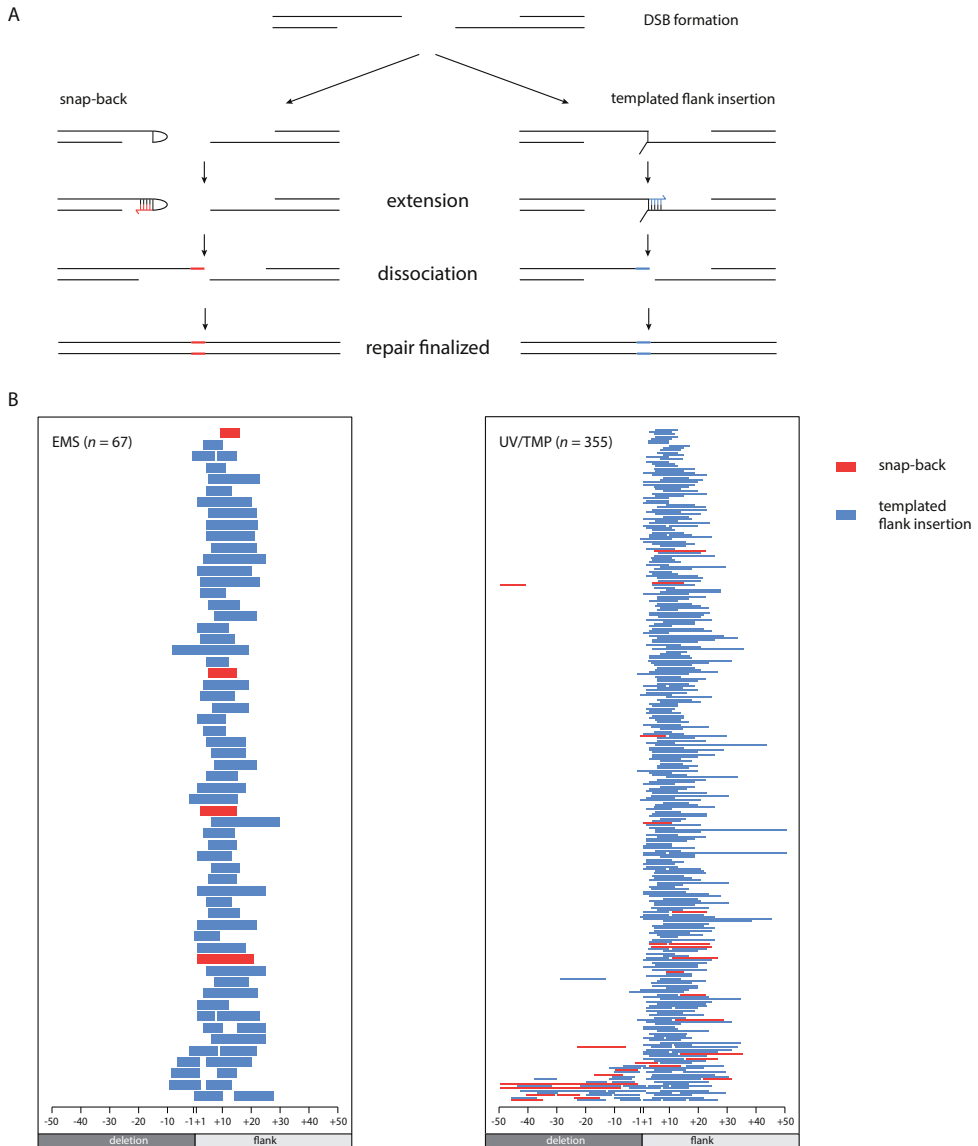 A
DSB formation
snap-back
templated flank insertion
extension
dissociation
repair finalized
B
EMS (n = 67)
UV/TMP (n = 355)
snap-back
templated
flank insertion
-50 -40 -30 -20 -10 -1 +1 +10 +20 +30 +40 +50
deletion flank
-50 -40 -30 -20 -10 -1 +1 +10 +20 +30 +40 +50
deletion flank